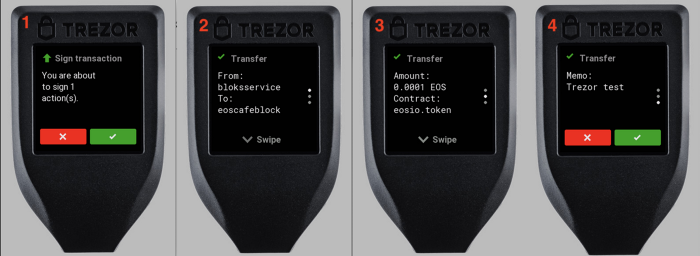 1
TREZOR
Sign transaction
You are about
to sign 1
action(s).
2
TREZOR
Transfer
From:
bloksservice
To:
eoscafeblock
Swipe
3
TREZOR
Transfer
Amount:
0.0001 EOS
Contract:
eosio.token
Swipe
4
TREZOR
Transfer
Memo:
Trezor test